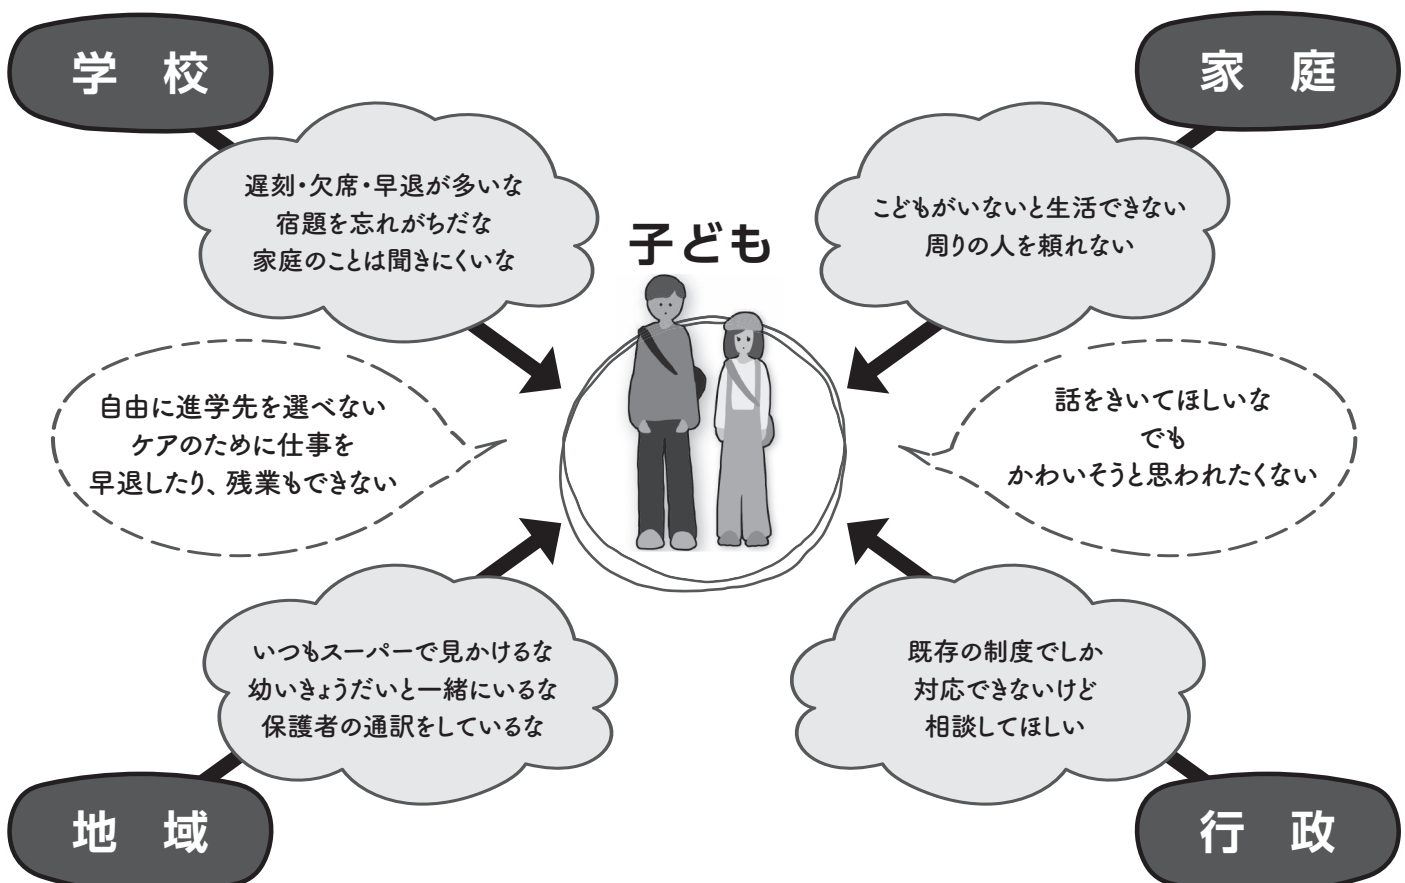 学 校
家 庭
遅刻・欠席・早退が多いな
宿題を忘れがちだな
家庭のことは聞きにくいな
こどもがいないと生活できない
周りの人を頼れない
子ども
自由に進学先を選べない
ケアのために仕事を
早退したり、残業もできない
話をきいてほしいな
でも
かわいそうと思われたくない
いつもスーパーで見かけるな
幼いきょうだいと一緒にいるな
保護者の通訳をしているな
既存の制度でしか
対応できないけど
相談してほしい
地 域
行 政